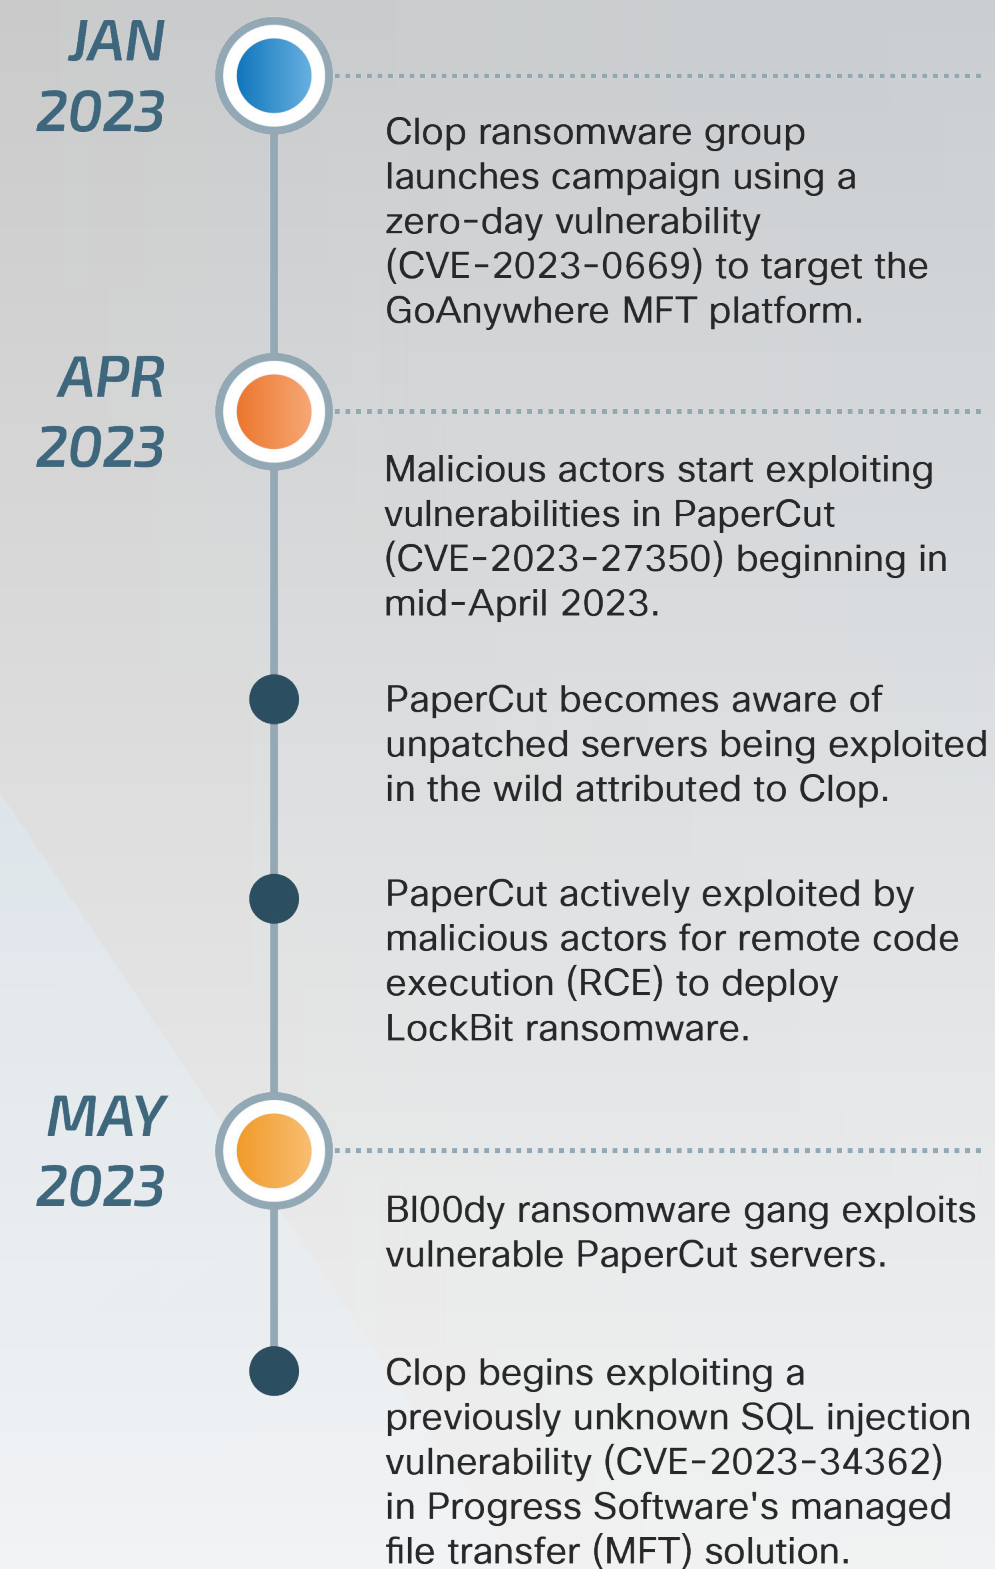 JAN
2023
Clop ransomware group
launches campaign using a
zero-day vulnerability
(CVE-2023-0669) to target the
GoAnywhere MFT platform.
APR
2023
Malicious actors start exploiting
vulnerabilities in PaperCut
(CVE-2023-27350) beginning in
mid-April 2023.
PaperCut becomes aware of
unpatched servers being exploited
in the wild attributed to Clop.
PaperCut actively exploited by
malicious actors for remote code
execution (RCE) to deploy
LockBit ransomware.
MAY
2023
Bl00dy ransomware gang exploits
vulnerable PaperCut servers.
Clop begins exploiting a
previously unknown SQL injection
vulnerability (CVE-2023-34362)
in Progress Software's managed
file transfer (MFT) solution.